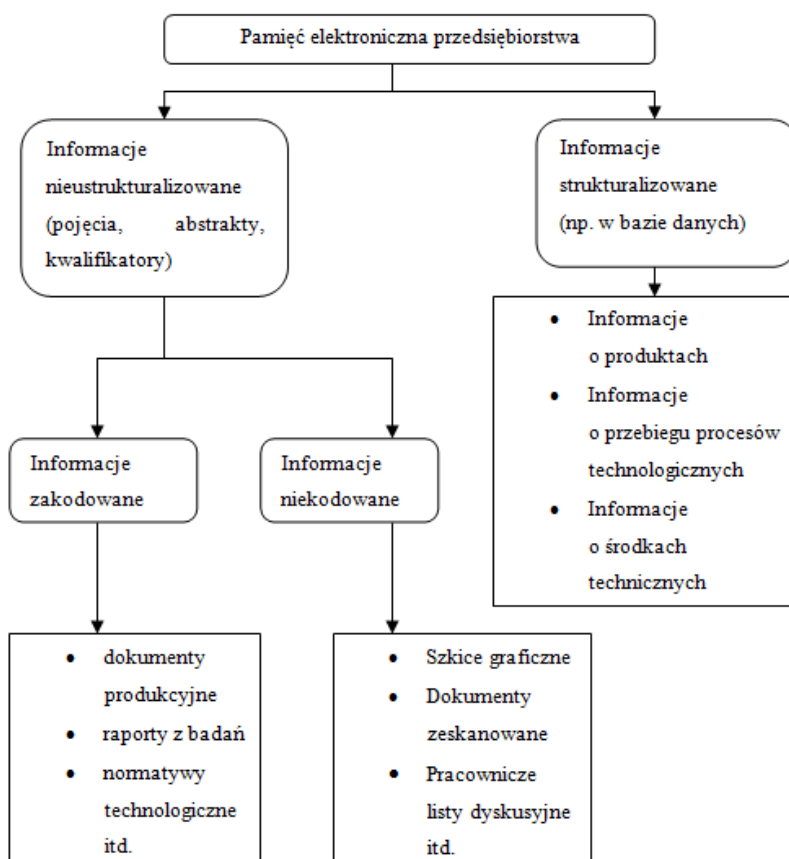 Pamięć elektroniczna przedsiębiorstwa
Informacje
nieustrukturalizowane
(pojęcia, abstrakty,
kwalifikatory)
Informacje
strukturalizowane
(np. w bazie danych)
• Informacje
o produktach
• Informacje
o przebiegu procesów
technologicznych
• Informacje
o środkach
technicznych
Informacje
zakodowane
Informacje
niekodowane
• dokumenty
produkcyjne
• raporty z badań
• normatywy
technologiczne
itd.
• Szkice graficzne
• Dokumenty
zeskanowane
• Pracownicze
listy dyskusyjne
itd.